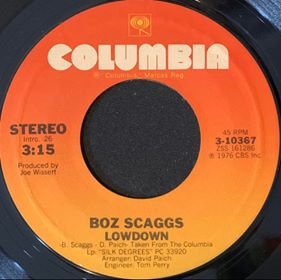 COLUMBIA
® Columbia, Marcas Reg.
STEREO
Intro. 26
3:15
Produced by
Joe Wissert
45 RPM
3-10367
ZSS 161286
℗ 1976 CBS Inc.
BOZ SCAGGS
LOWDOWN
-B. Scaggs - D. Paich- Taken From The Columbia
Lp: "SILK DEGREES" PC 33920
Arranger: David Paich
Engineer: Tom Perry